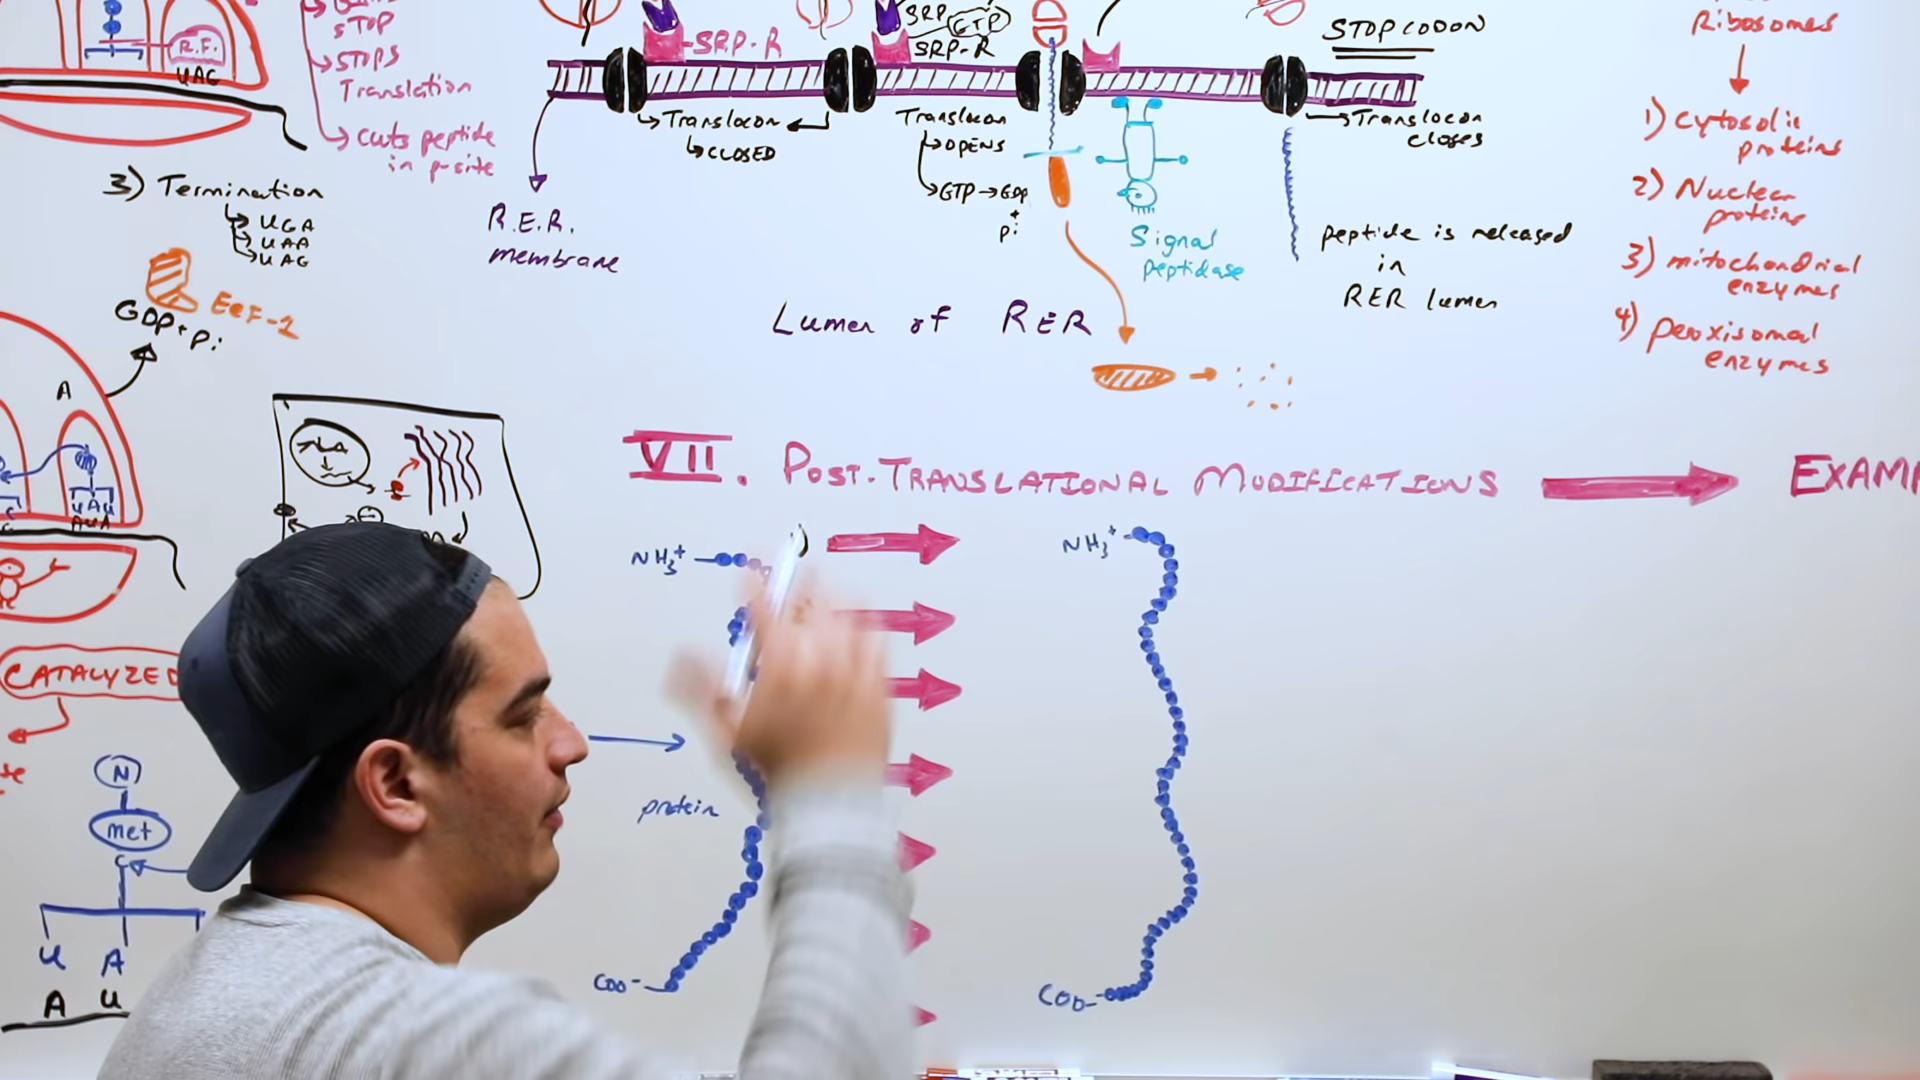 STOP
R.F.
UAG
STOPS
Translation
Cuts peptide
in p-site
3) Termination
UGA
UAA
UAG
EeF-2
GDP + Pi
A
UAU
AUA
CATALYZED
N
Met
C
U A
A U
SRP-R
SRP
GTP
SRP-R
STOP CODON
Translocon
CLOSED
Translocon
OPENS
GTP → GDP
+
Pi
Translocon
closes
R.E.R.
membrane
Signal
peptidase
peptide is released
in
RER lumen
Lumen of RER
Ribosomes
1) Cytosolic
proteins
2) Nuclear
proteins
3) mitochondrial
enzymes
4) peroxisomal
enzymes
VII. POST-TRANSLATIONAL MODIFICATIONS
EXAMP
NH3+
NH3+
protein
COO-
COO-